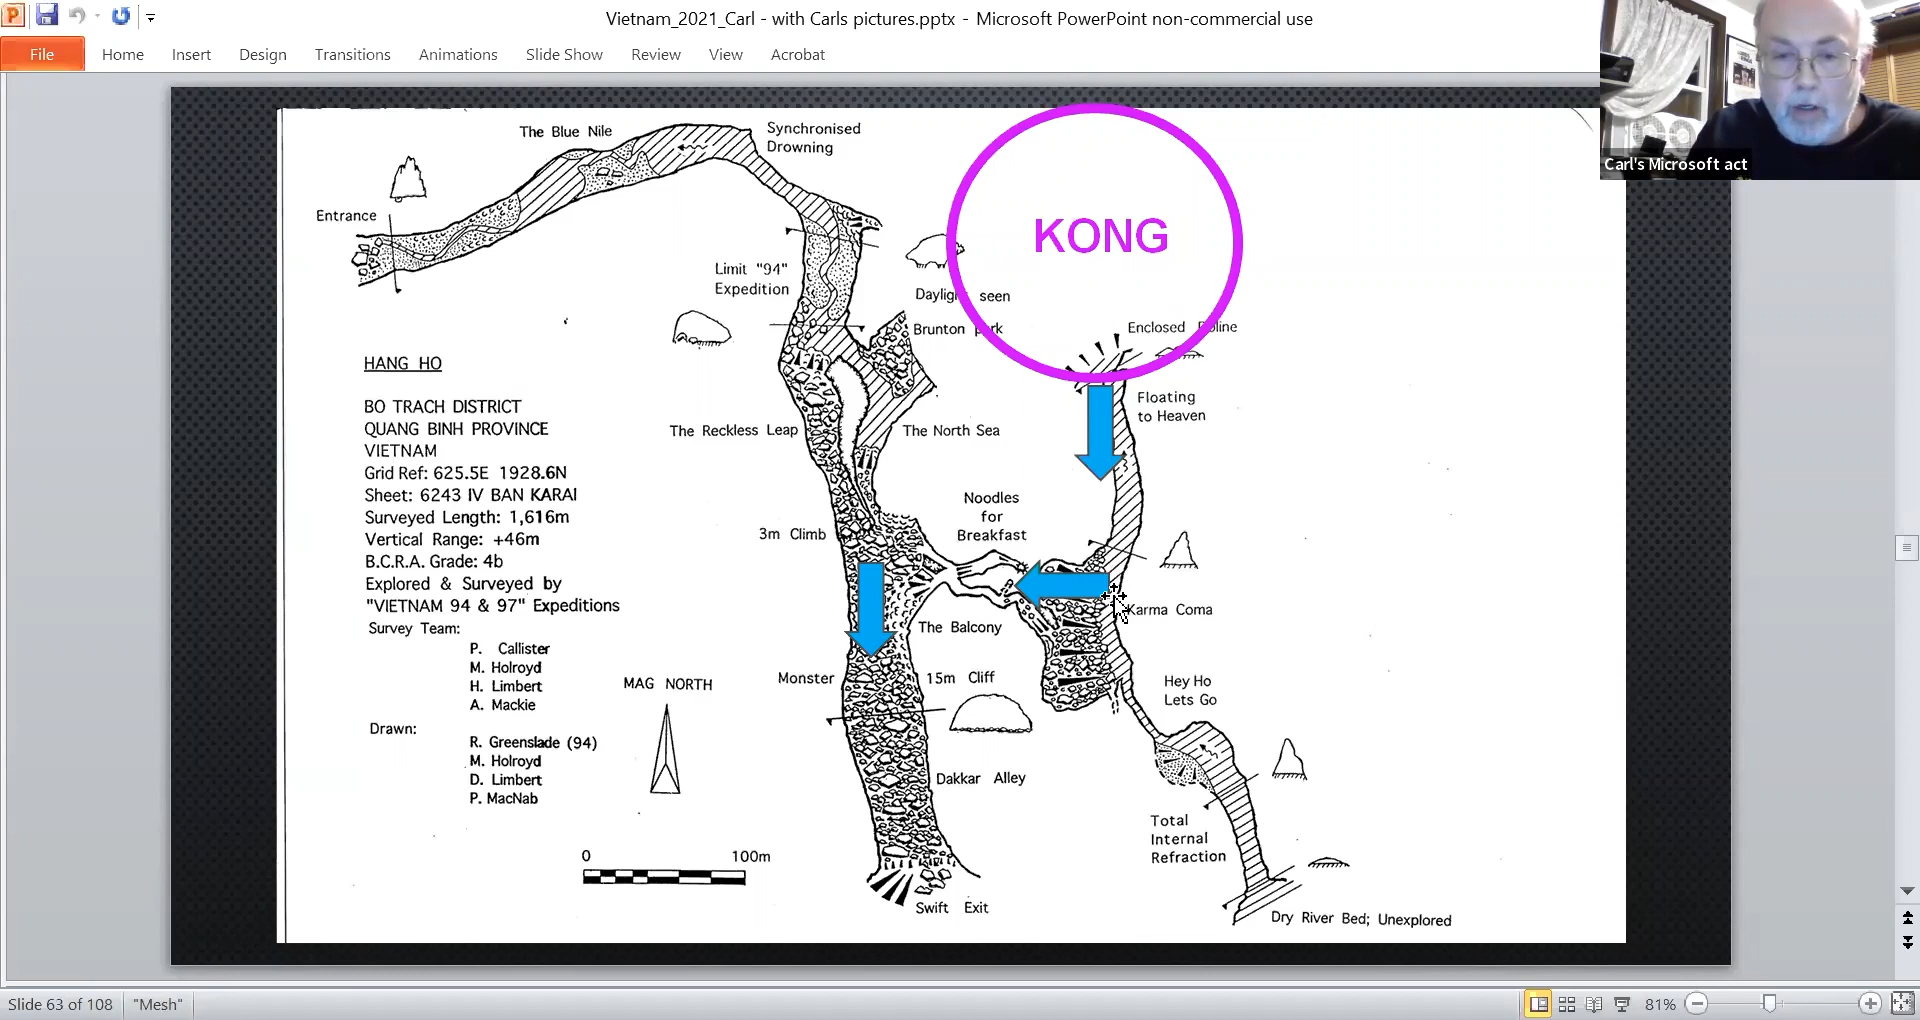 Vietnam_2021_Carl - with Carls pictures.pptx - Microsoft PowerPoint non-commercial use
File Home Insert Design Transitions Animations Slide Show Review View Acrobat
Carl's Microsoft act
The Blue Nile
Synchronised
Drowning
Entrance
KONG
Limit "94"
Expedition
Daylight seen
Brunton park
Enclosed Doline
HANG HO
BO TRACH DISTRICT
QUANG BINH PROVINCE
VIETNAM
Grid Ref: 625.5E 1928.6N
Sheet: 6243 IV BAN KARAI
Surveyed Length: 1,616m
Vertical Range: +46m
B.C.R.A. Grade: 4b
Explored & Surveyed by
"VIETNAM 94 & 97" Expeditions
Survey Team:
P. Callister
M. Holroyd
H. Limbert
A. Mackie
Drawn:
R. Greenslade (94)
M. Holroyd
D. Limbert
P. MacNab
Floating
to Heaven
The Reckless Leap
The North Sea
Noodles
for
Breakfast
3m Climb
Karma Coma
The Balcony
Monster
15m Cliff
MAG NORTH
Hey Ho
Lets Go
Dakkar Alley
Total
Internal
Refraction
0 100m
Swift Exit
Dry River Bed; Unexplored
Slide 63 of 108 "Mesh" 81%